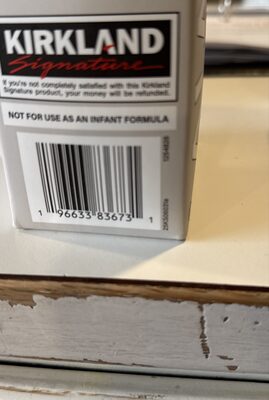 KIRKLAND
Signature
If you're not completely satisfied with this Kirkland
Signature product, your money will be refunded.
NOT FOR USE AS AN INFANT FORMULA
1 96633 83673 1